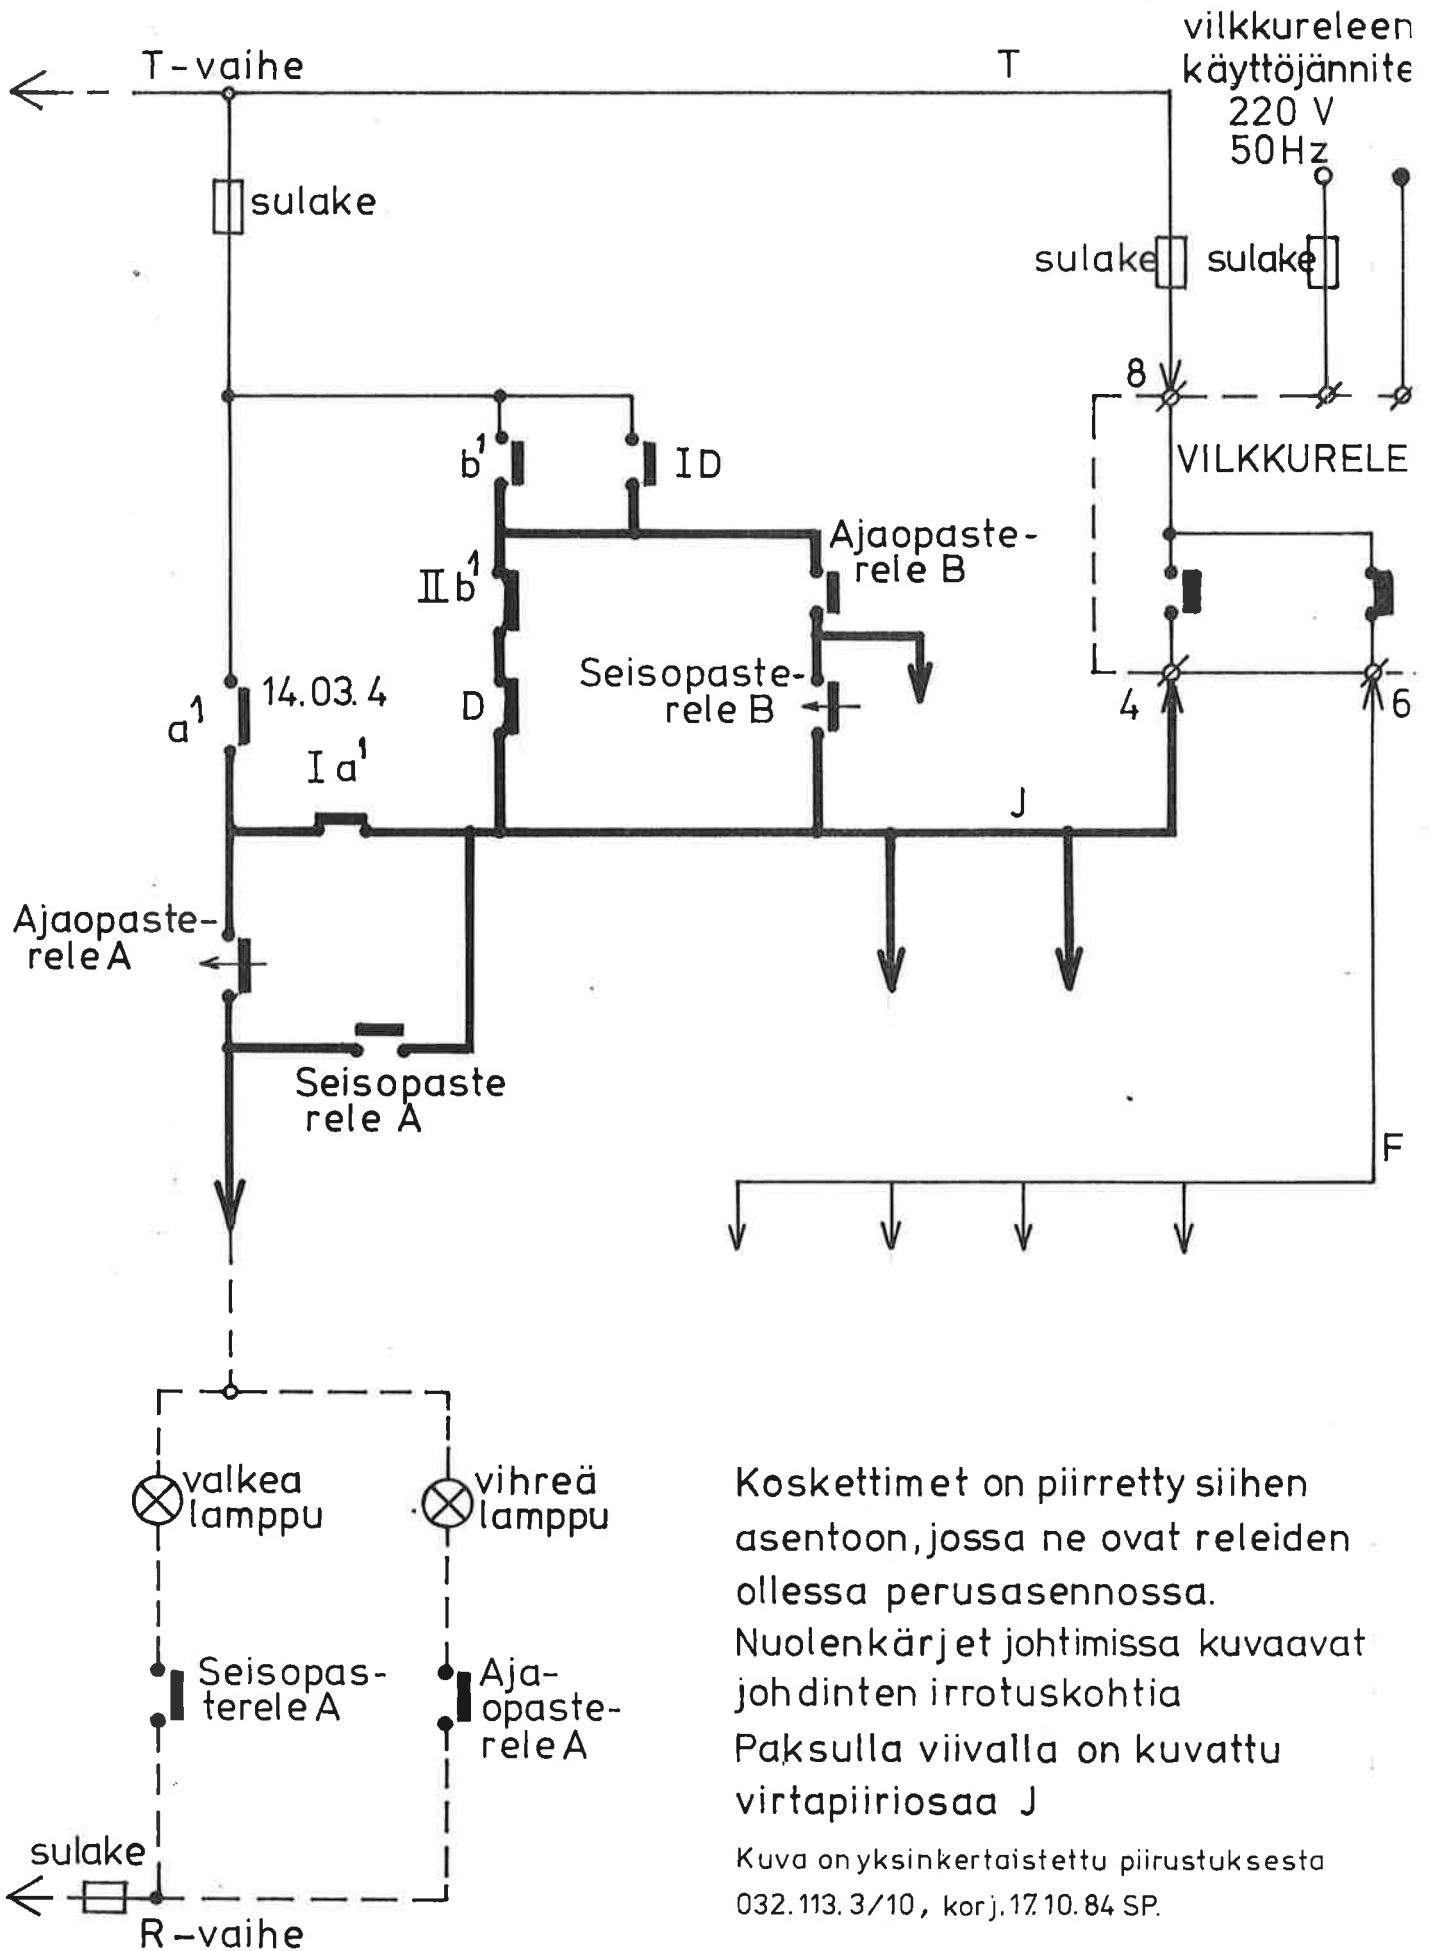 vilkkureleen
käyttöjännite
220 V
50Hz
T-vaihe
T
sulake
sulake
sulake
8
VILKKURELE
b¹
ID
Ajaopaste-
rele B
IIb¹
Seisopaste-
rele B
D
14.03.4
a¹
4
6
I a¹
J
Ajaopaste-
rele A
Seisopaste
rele A
F
valkea
lamppu
vihreä
lamppu
Seisopas-
terele A
Aja-
opaste-
rele A
sulake
R-vaihe
Koskettimet on piirretty siihen
asentoon, jossa ne ovat releiden
ollessa perusasennossa.
Nuolenkärjet johtimissa kuvaavat
johdinten irrotuskohtia
Paksulla viivalla on kuvattu
virtapiiriosaa J
Kuva on yksinkertaistettu piirustuksesta
032.113.3/10, korj.17.10.84 SP.